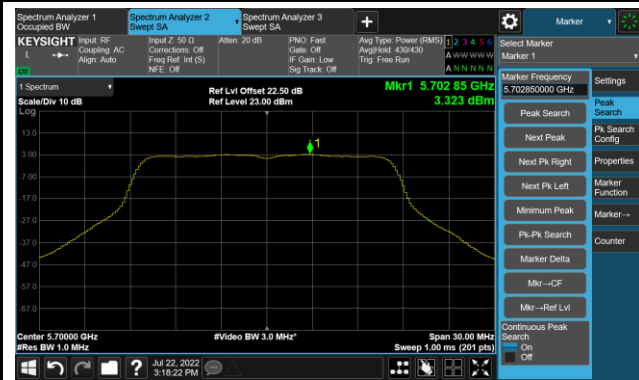 Spectrum Analyzer 1
Occupied BW
Spectrum Analyzer 2
Swept SA
Spectrum Analyzer 3
Swept SA
Marker
KEYSIGHT
L
Input: RF
Coupling: AC
Align: Auto
Input Z: 50 Ω
Corrections: Off
Freq Ref: Int (S)
NFE: Off
Atten: 20 dB
PNO: Fast
Gate: Off
IF Gain: Low
Sig Track: Off
Avg Type: Power (RMS)
Avg|Hold: 430/430
Trig: Free Run
1 2 3 4 5 6
A W W W W W
A N N N N N
Select Marker
Marker 1
1 Spectrum
Scale/Div 10 dB
Log
Ref Lvl Offset 22.50 dB
Ref Level 23.00 dBm
Mkr1 5.702 85 GHz
3.323 dBm
13.0
3.00
-7.00
-17.0
-27.0
-37.0
-47.0
-57.0
-67.0
1
Center 5.70000 GHz
#Res BW 1.0 MHz
#Video BW 3.0 MHz*
Span 30.00 MHz
Sweep 1.00 ms (201 pts)
Marker Frequency
5.702850000 GHz
Peak Search
Next Peak
Next Pk Right
Next Pk Left
Minimum Peak
Pk-Pk Search
Marker Delta
Mkr→CF
Mkr→Ref Lvl
Continuous Peak
Search
On
Off
Settings
Peak
Search
Pk Search
Config
Properties
Marker
Function
Marker→
Counter
Jul 22, 2022
3:18:22 PM